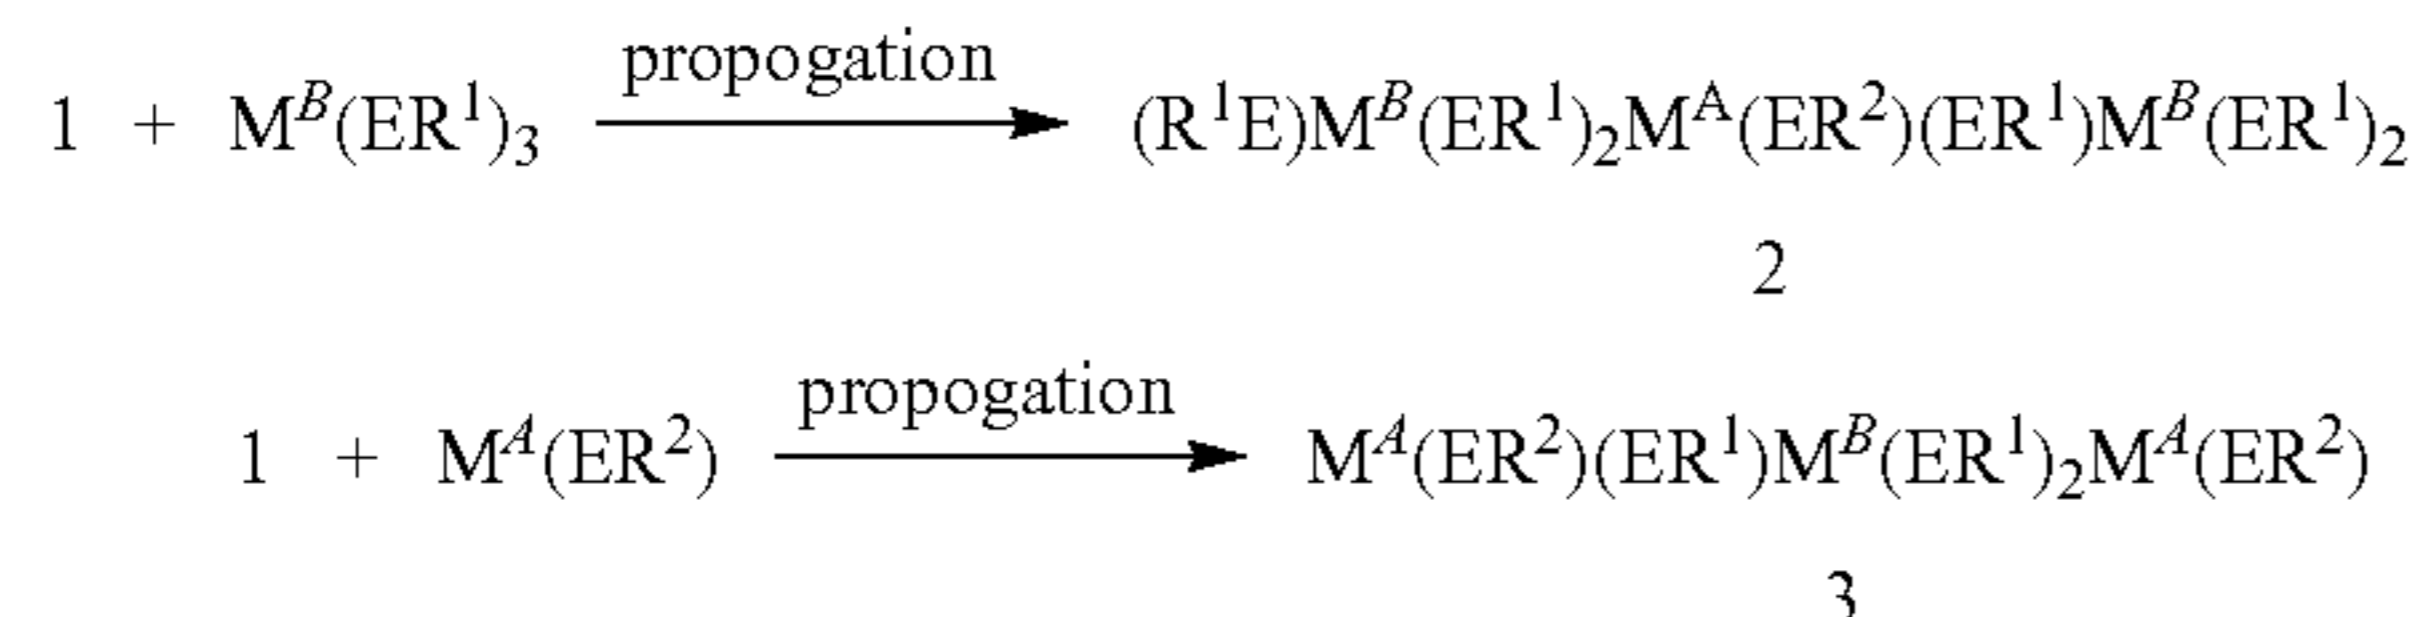 propogation
1 + M^B(ER^1)_3 → (R^1E)M^B(ER^1)_2M^A(ER^2)(ER^1)M^B(ER^1)_2
2
propogation
1 + M^A(ER^2) → M^A(ER^2)(ER^1)M^B(ER^1)_2M^A(ER^2)
3